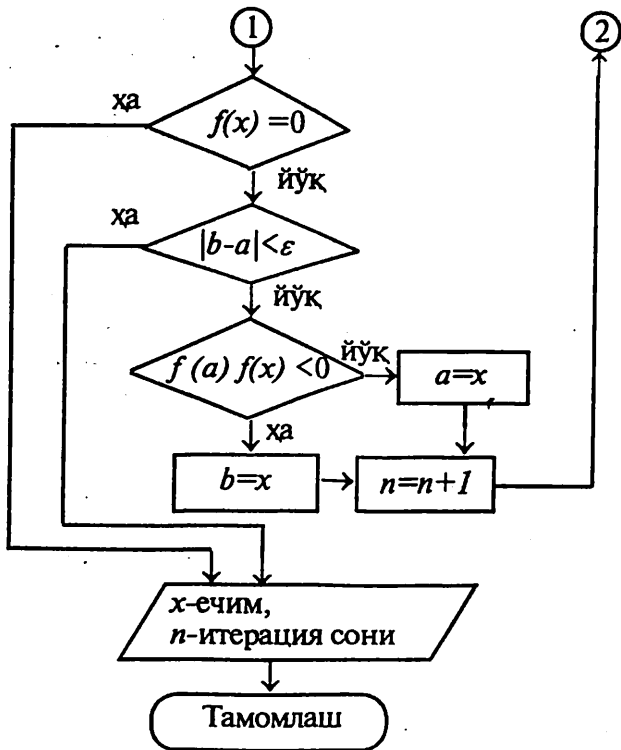 1
2
ҳа
f(x) =0
йўқ
ҳа
|b-a|<ε
йўқ
f (a) f(x) <0
йўқ
a=x
ҳа
b=x
n=n+1
x-ечим,
n-итерация сони
Тамомлаш